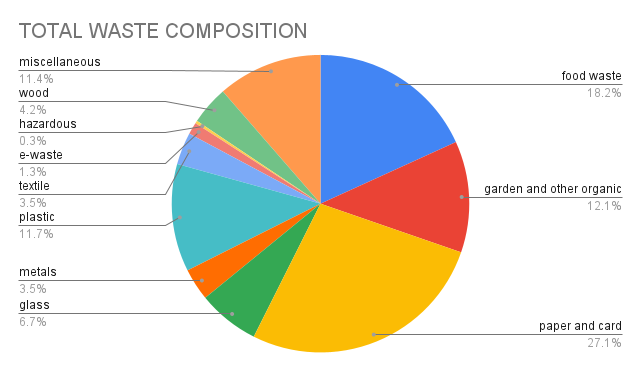 TOTAL WASTE COMPOSITION
miscellaneous
11.4%
wood
4.2%
hazardous
0.3%
e-waste
1.3%
textile
3.5%
plastic
11.7%
metals
3.5%
glass
6.7%
food waste
18.2%
garden and other organic
12.1%
paper and card
27.1%